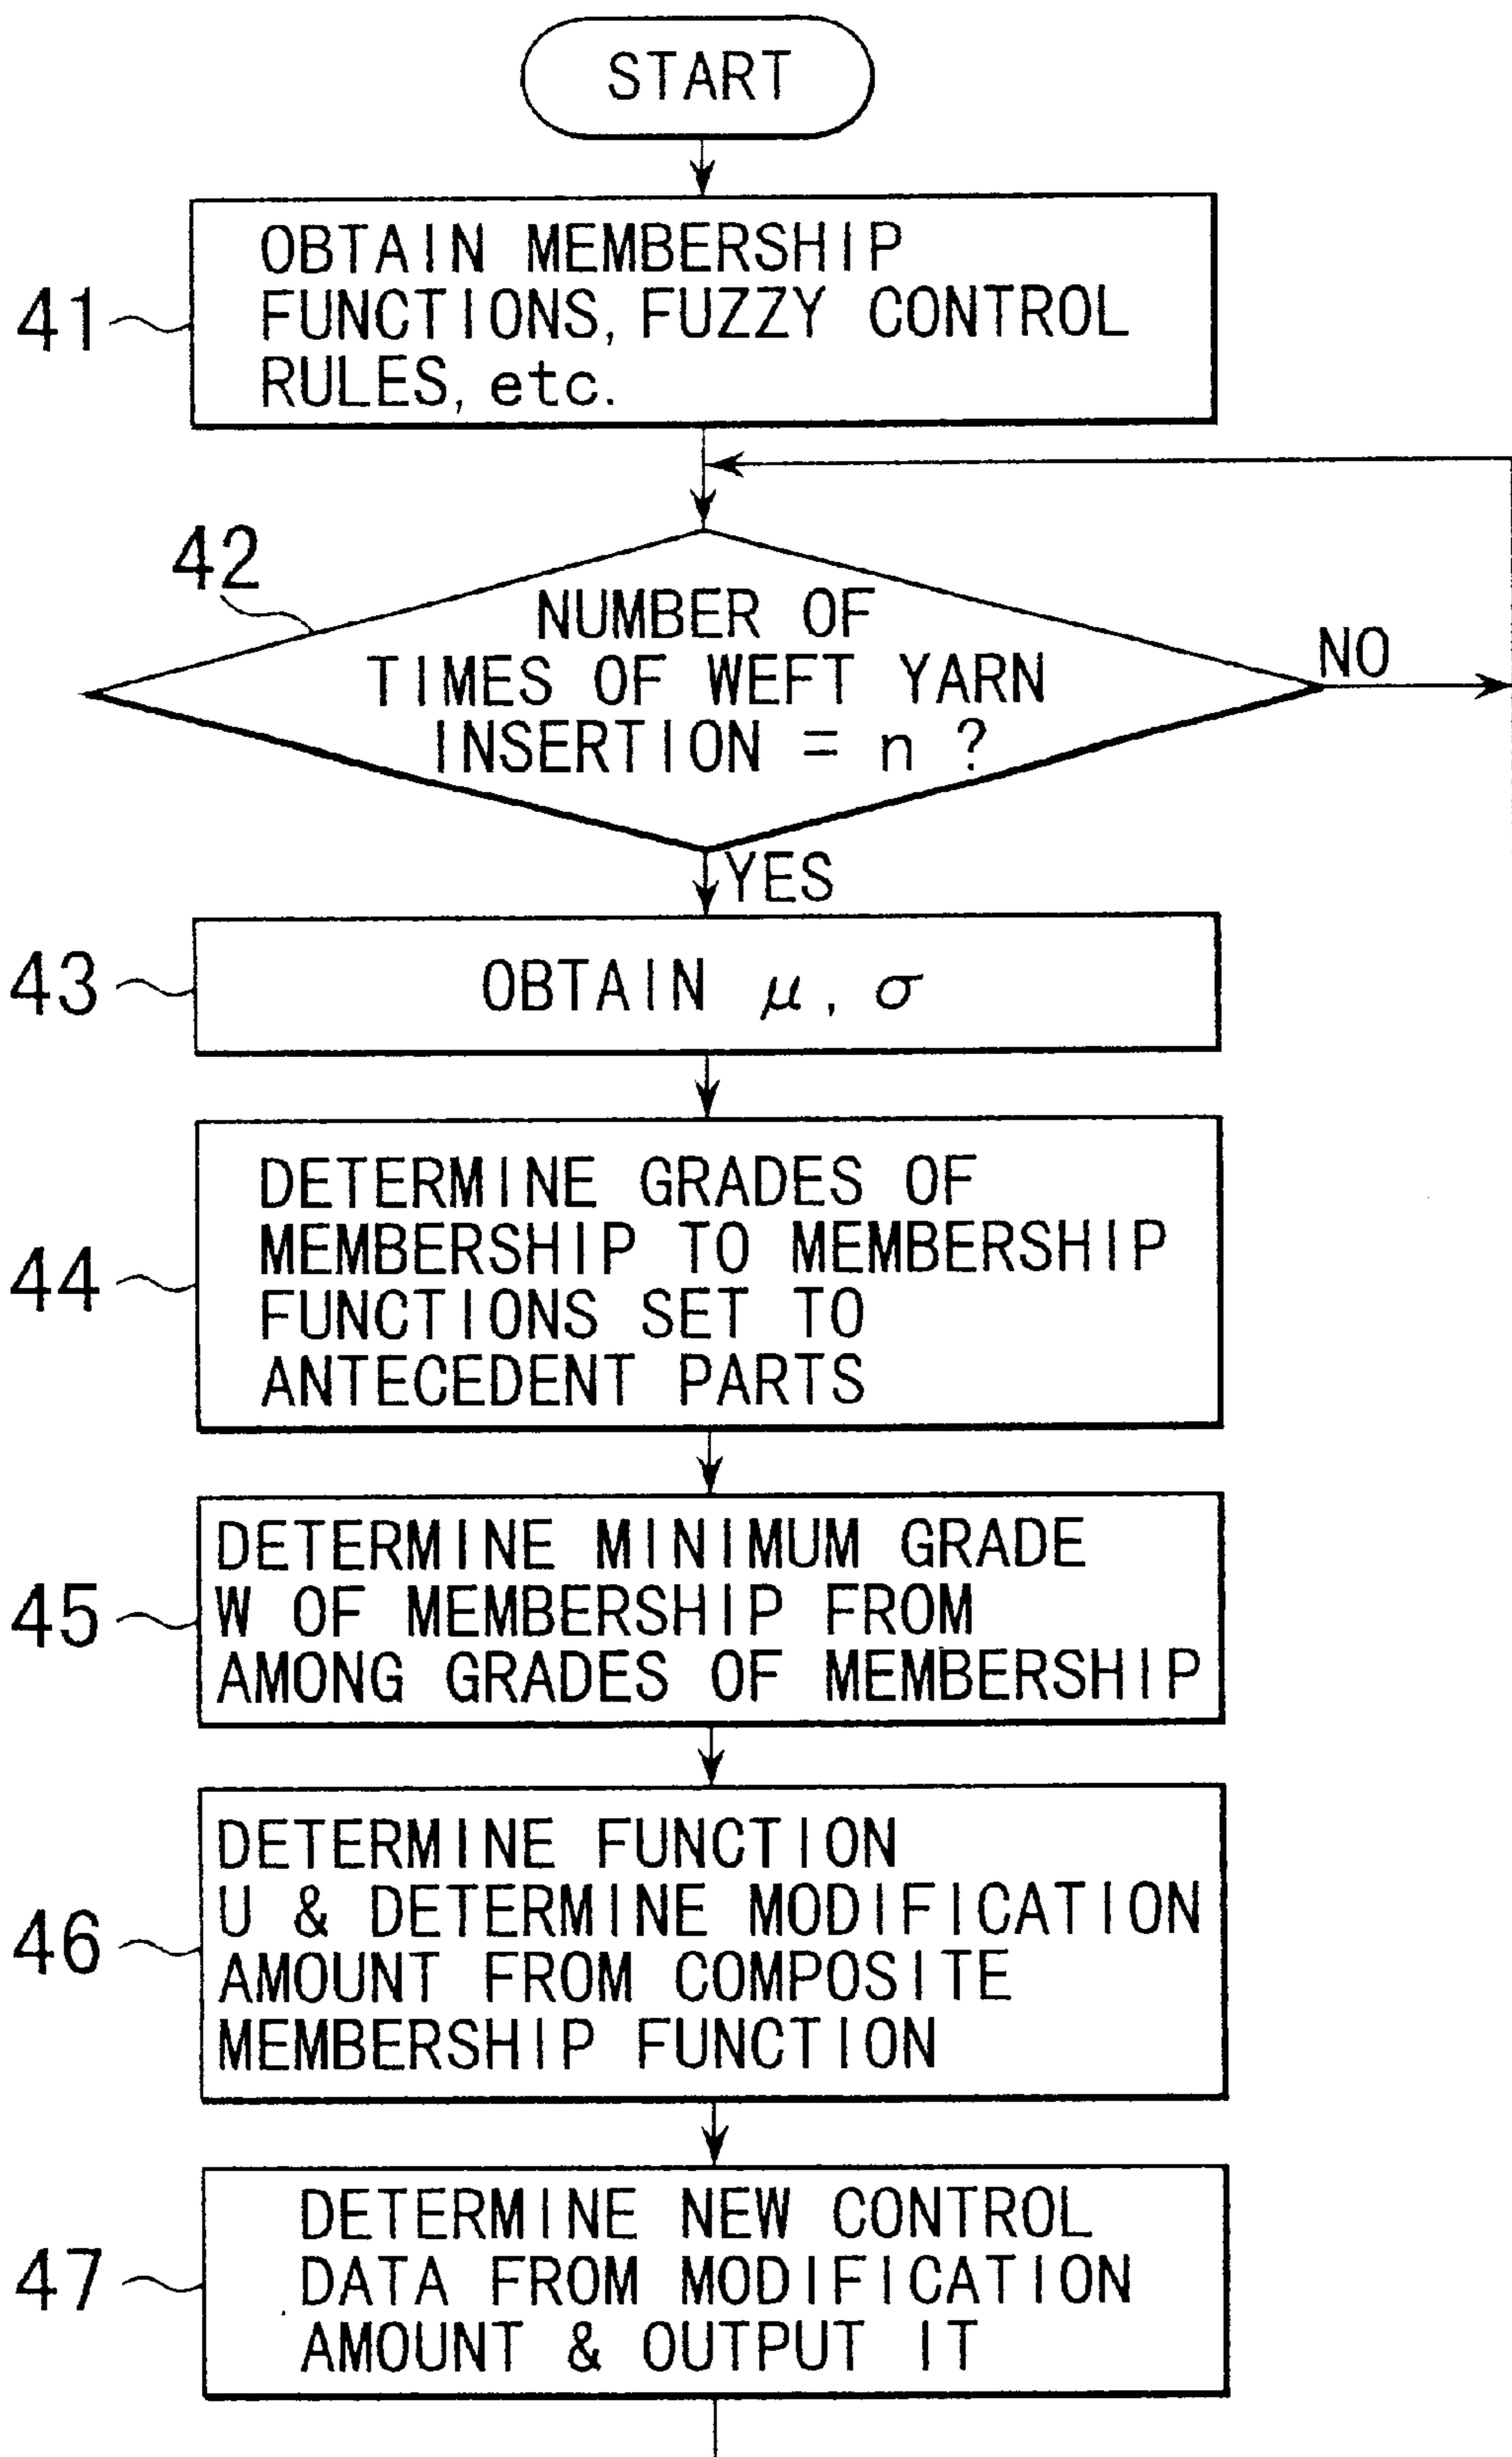 START
41
OBTAIN MEMBERSHIP
FUNCTIONS, FUZZY CONTROL
RULES, etc.
42
NUMBER OF
TIMES OF WEFT YARN
INSERTION = n ?
NO
YES
43
OBTAIN μ, σ
44
DETERMINE GRADES OF
MEMBERSHIP TO MEMBERSHIP
FUNCTIONS SET TO
ANTECEDENT PARTS
45
DETERMINE MINIMUM GRADE
W OF MEMBERSHIP FROM
AMONG GRADES OF MEMBERSHIP
46
DETERMINE FUNCTION
U & DETERMINE MODIFICATION
AMOUNT FROM COMPOSITE
MEMBERSHIP FUNCTION
47
DETERMINE NEW CONTROL
DATA FROM MODIFICATION
AMOUNT & OUTPUT IT